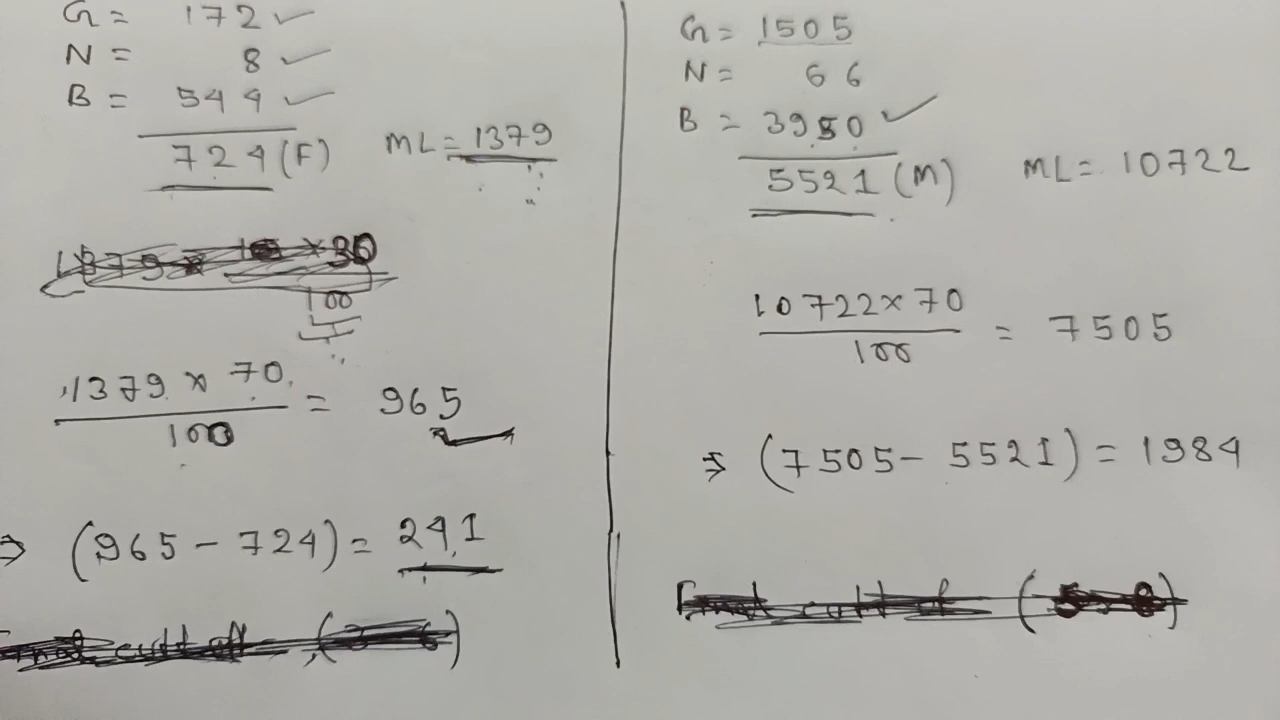 G = 172 ✓
N = 8 ✓
B = 544 ✓
724 (F) ML = 1379
1379 × 70
100
= 965
⇒ (965 - 724) = 241
G = 1505
N = 66
B = 3950 ✓
5521 (M) ML = 10722
10722 × 70
100
= 7505
⇒ (7505 - 5521) = 1984